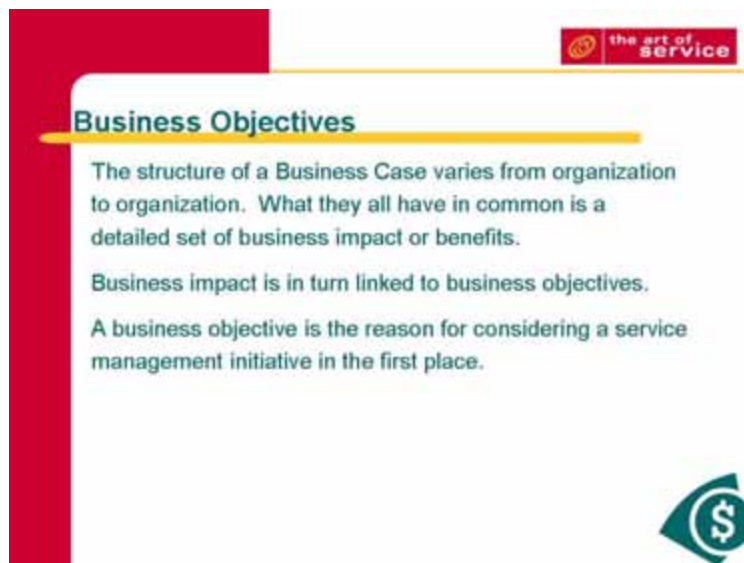 the art of
service
Business Objectives
The structure of a Business Case varies from organization
to organization.  What they all have in common is a
detailed set of business impact or benefits.
Business impact is in turn linked to business objectives.
A business objective is the reason for considering a service
management initiative in the first place.
$